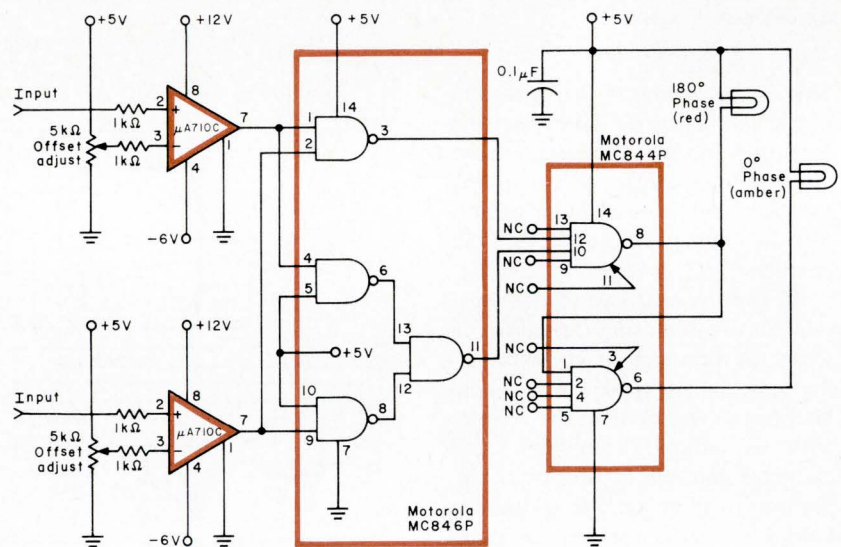 +5V
+12V
Input
1kΩ
2
3
+
−
8
μA710C
7
1
4
5kΩ
Offset
adjust
1kΩ
−6V
+5V
14
1
2
3
4
5
6
13
12
11
+5V
10
9
8
7
Motorola
MC846P
+5V
+12V
Input
1kΩ
2
3
+
−
8
μA710C
7
1
4
5kΩ
Offset
adjust
1kΩ
−6V
+5V
0.1μF
180°
Phase
(red)
0°
Phase
(amber)
Motorola
MC844P
14
NC
13
12
10
NC
9
NC
11
8
NC
3
1
NC
2
NC
4
NC
5
6
7